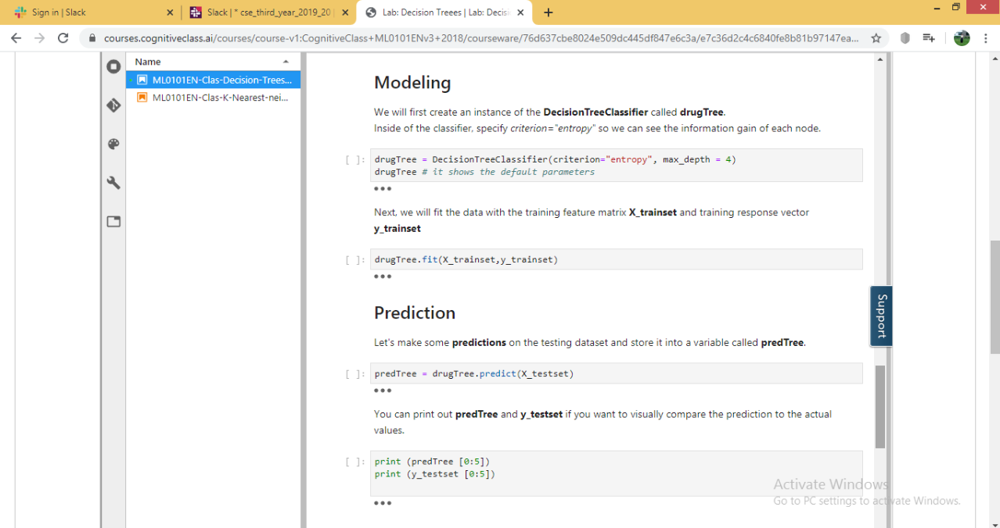 Sign in | Slack
Slack | * cse_third_year_2019_20
Lab: Decision Treees | Lab: Decisi
courses.cognitiveclass.ai/courses/course-v1:CognitiveClass+ML0101ENv3+2018/courseware/76d637cbe8024e509dc445df847e6c3a/e7c36d2c4c6840fe8b81b97147ea...
Name
ML0101EN-Clas-Decision-Trees...
ML0101EN-Clas-K-Nearest-nei...
Modeling
We will first create an instance of the DecisionTreeClassifier called drugTree.
Inside of the classifier, specify criterion="entropy" so we can see the information gain of each node.
[ ]: drugTree = DecisionTreeClassifier(criterion="entropy", max_depth = 4)
drugTree # it shows the default parameters
•••
Next, we will fit the data with the training feature matrix X_trainset and training response vector
y_trainset
[ ]: drugTree.fit(X_trainset,y_trainset)
•••
Prediction
Let's make some predictions on the testing dataset and store it into a variable called predTree.
[ ]: predTree = drugTree.predict(X_testset)
•••
You can print out predTree and y_testset if you want to visually compare the prediction to the actual
values.
[ ]: print (predTree [0:5])
print (y_testset [0:5])
•••
Support
Activate Windows
Go to PC settings to activate Windows.